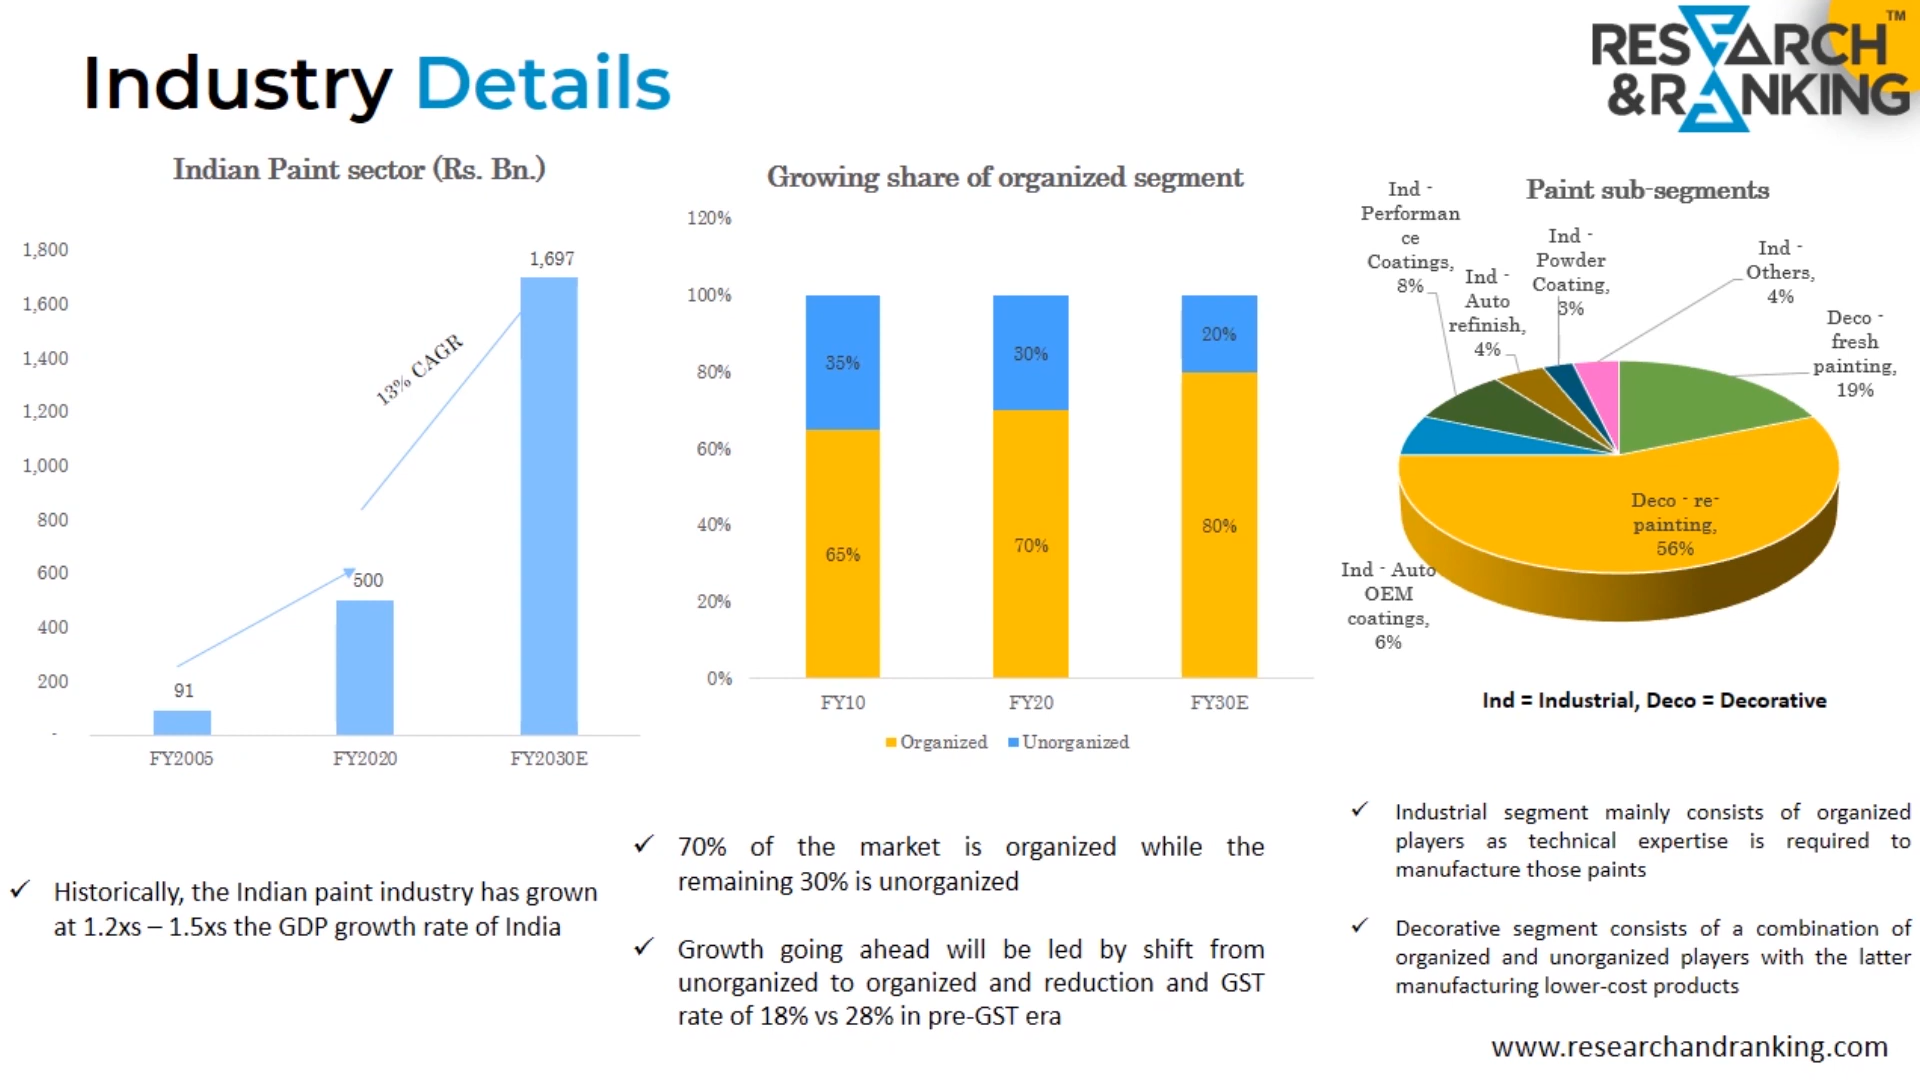 Industry Details
RESEARCH
&RANKING
TM
Indian Paint sector (Rs. Bn.)
1,800
1,600
1,400
1,200
1,000
800
600
400
200
-
1,697
13% CAGR
500
91
FY2005
FY2020
FY2030E
Historically, the Indian paint industry has grown
at 1.2xs – 1.5xs the GDP growth rate of India
Growing share of organized segment
120%
100%
80%
60%
40%
20%
0%
35%
65%
30%
70%
20%
80%
FY10
FY20
FY30E
Organized
Unorganized
70% of the market is organized while the
remaining 30% is unorganized
Growth going ahead will be led by shift from
unorganized to organized and reduction and GST
rate of 18% vs 28% in pre-GST era
Paint sub-segments
Ind -
Performan
ce
Coatings,
8%
Ind -
Auto
refinish,
4%
Ind -
Powder
Coating,
3%
Ind -
Others,
4%
Deco -
fresh
painting,
19%
Deco - re-
painting,
56%
Ind - Auto
OEM
coatings,
6%
Ind = Industrial, Deco = Decorative
Industrial segment mainly consists of organized
players as technical expertise is required to
manufacture those paints
Decorative segment consists of a combination of
organized and unorganized players with the latter
manufacturing lower-cost products
www.researchandranking.com